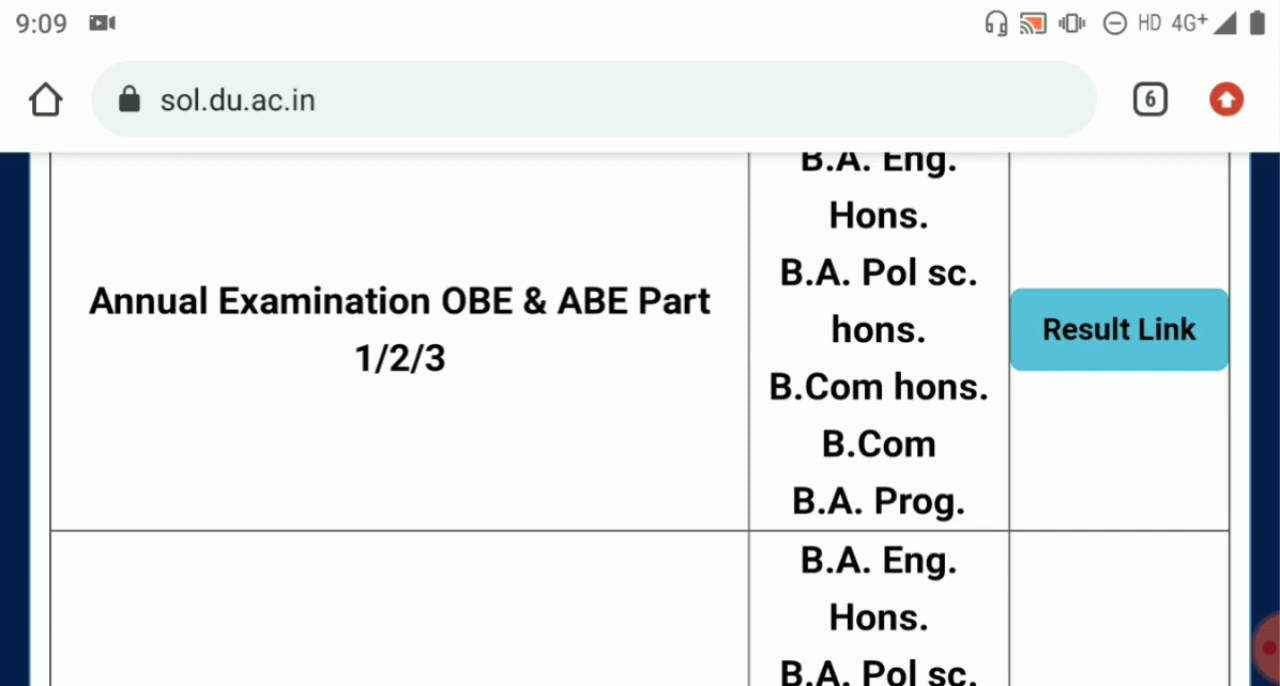 9:09
HD 4G+
sol.du.ac.in
6
B.A. Eng.
Hons.
B.A. Pol sc.
hons.
B.Com hons.
B.Com
B.A. Prog.
Annual Examination OBE & ABE Part
1/2/3
Result Link
B.A. Eng.
Hons.
B.A. Pol sc.